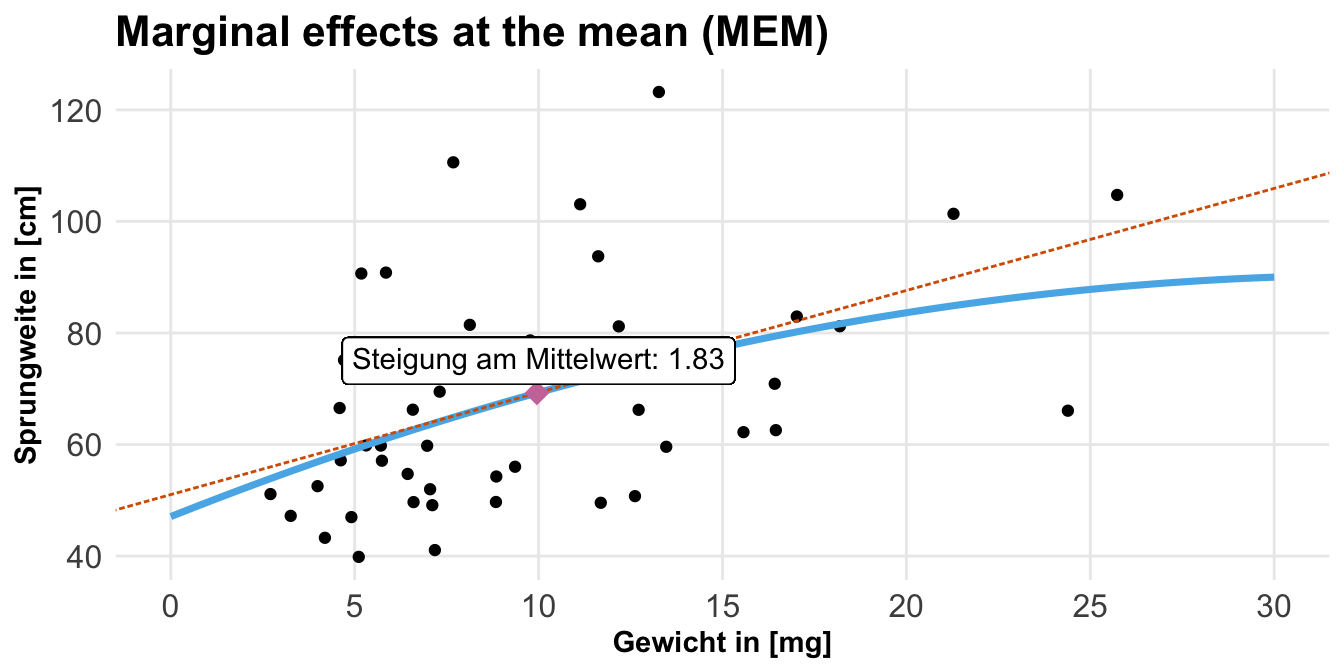 Marginal effects at the mean (MEM)
120
100
80
60
40
Sprungweite in [cm]
Steigung am Mittelwert: 1.83
0 5 10 15 20 25 30
Gewicht in [mg]